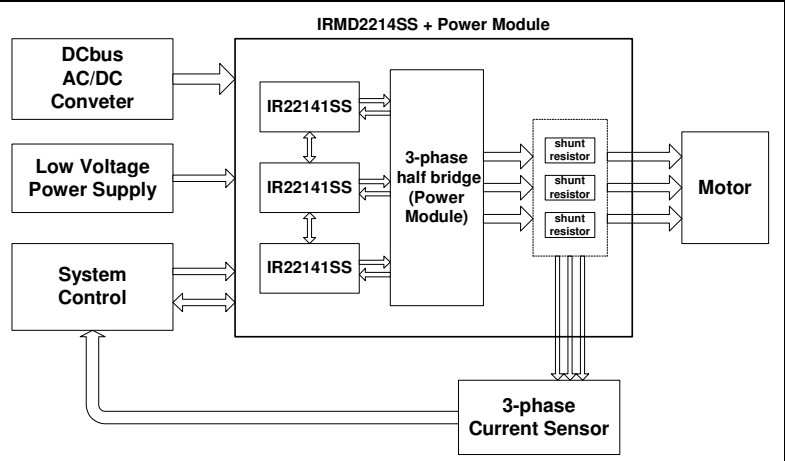 IRMD2214SS + Power Module
DCbus
AC/DC
Conveter
Low Voltage
Power Supply
System
Control
IR22141SS
IR22141SS
IR22141SS
3-phase
half bridge
(Power
Module)
shunt
resistor
shunt
resistor
shunt
resistor
Motor
3-phase
Current Sensor